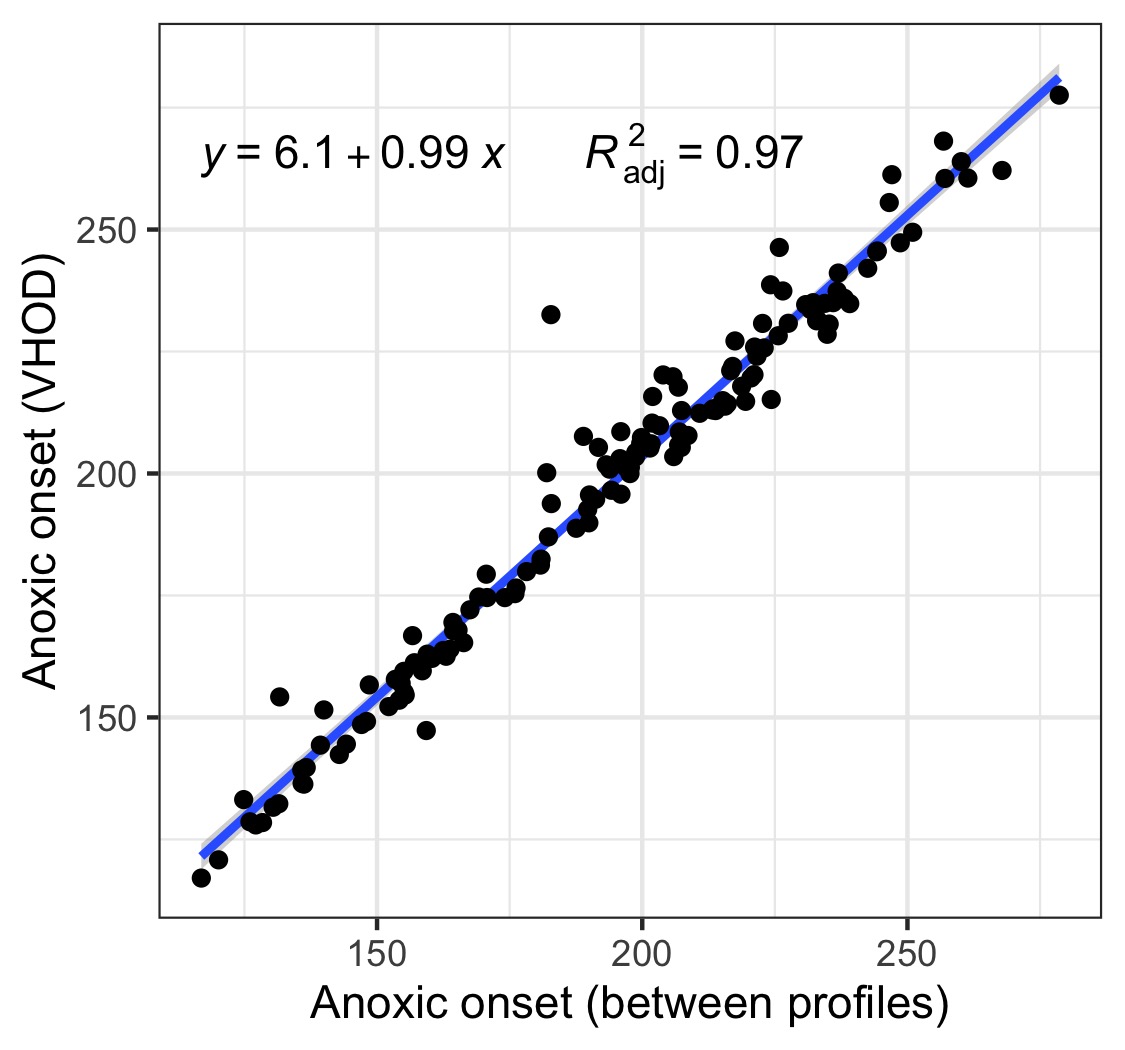 y = 6.1 + 0.99 x R²adj = 0.97
250
200
150
Anoxic onset (VHOD)
150 200 250
Anoxic onset (between profiles)